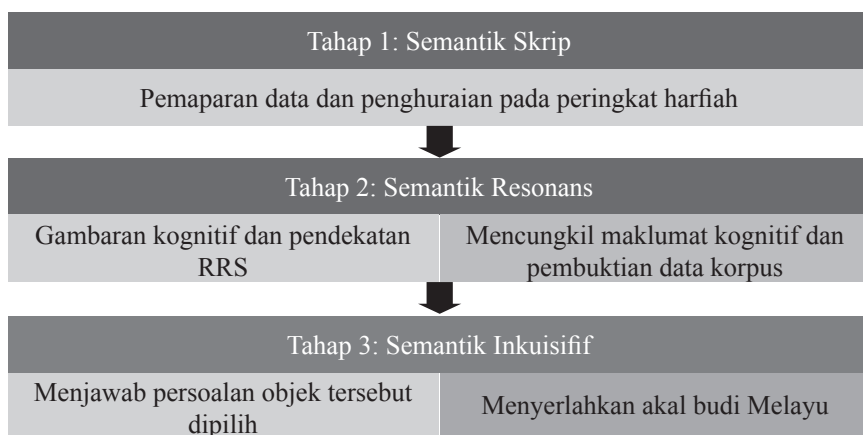 Tahap 1: Semantik Skrip
Pemaparan data dan penghuraian pada peringkat harfiah
Tahap 2: Semantik Resonans
Gambaran kognitif dan pendekatan
RRS
Mencungkil maklumat kognitif dan
pembuktian data korpus
Tahap 3: Semantik Inkuisifif
Menjawab persoalan objek tersebut
dipilih
Menyerlahkan akal budi Melayu